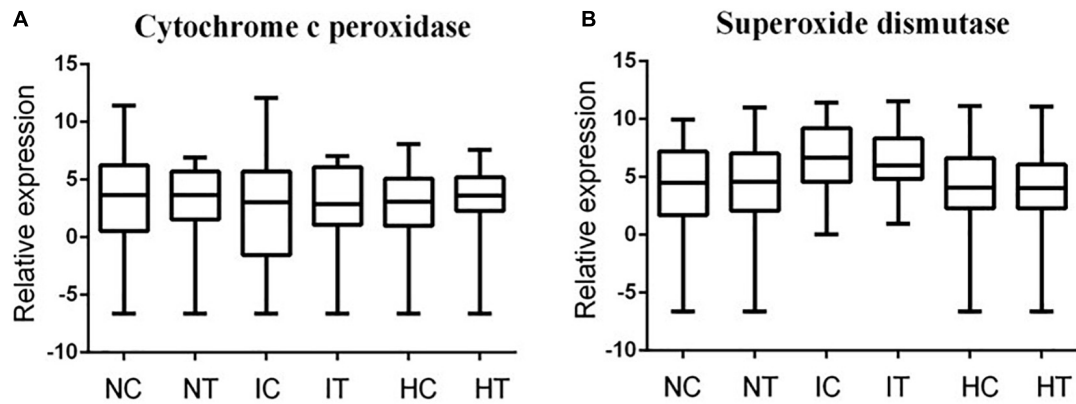 A
Cytochrome c peroxidase
Relative expression
15
10
5
0
-5
-10
NC NT IC IT HC HT
B
Superoxide dismutase
Relative expression
15
10
5
0
-5
-10
NC NT IC IT HC HT